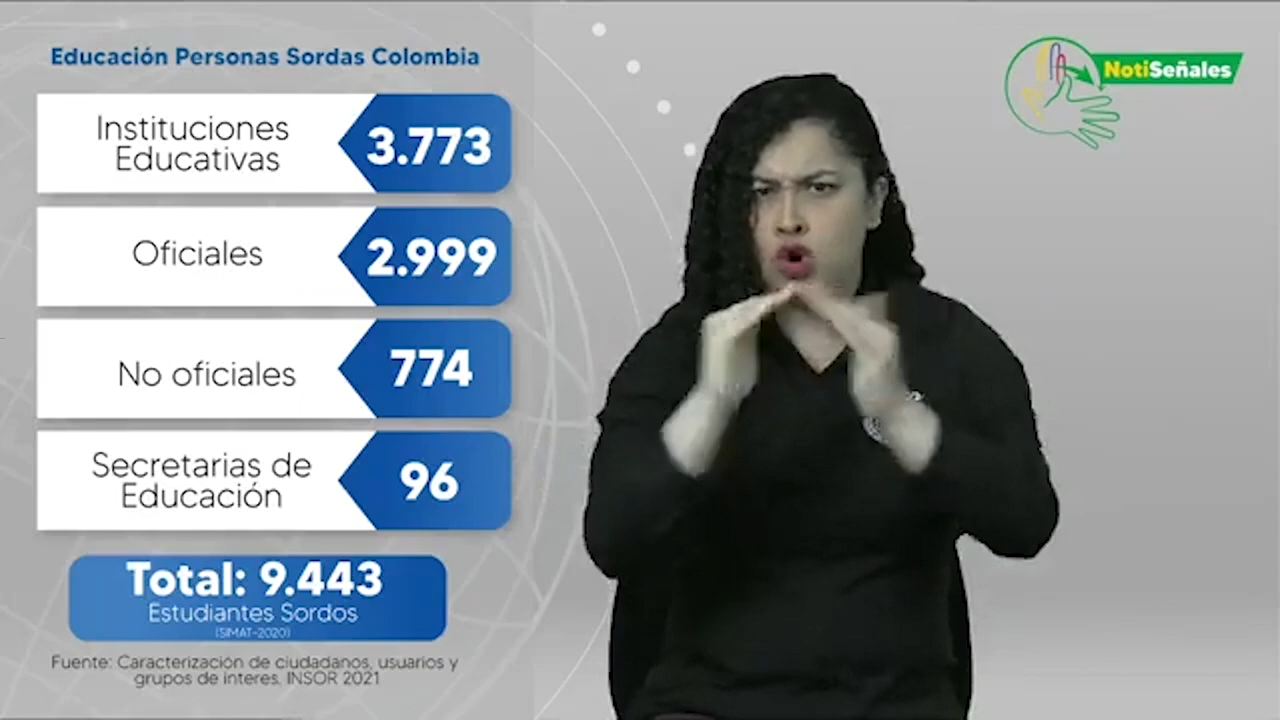 Educación Personas Sordas Colombia
Instituciones
Educativas
3.773
Oficiales
2.999
No oficiales
774
Secretarias de
Educación
96
Total: 9.443
Estudiantes Sordos
(SIMAT-2020)
Fuente: Caracterización de ciudadanos, usuarios y
grupos de interes. INSOR 2021
NotiSeñales